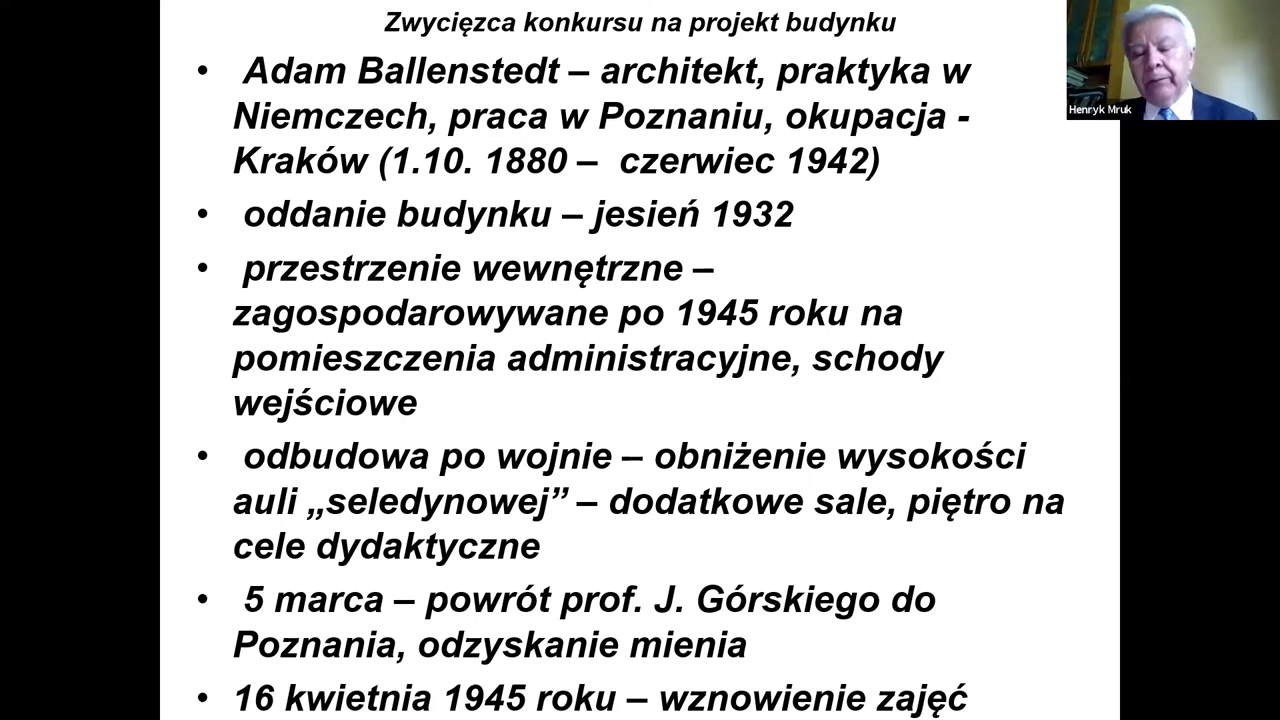 Zwycięzca konkursu na projekt budynku
• Adam Ballenstedt – architekt, praktyka w
Niemczech, praca w Poznaniu, okupacja -
Kraków (1.10. 1880 – czerwiec 1942)
• oddanie budynku – jesień 1932
• przestrzenie wewnętrzne –
zagospodarowywane po 1945 roku na
pomieszczenia administracyjne, schody
wejściowe
• odbudowa po wojnie – obniżenie wysokości
auli „seledynowej” – dodatkowe sale, piętro na
cele dydaktyczne
• 5 marca – powrót prof. J. Górskiego do
Poznania, odzyskanie mienia
• 16 kwietnia 1945 roku – wznowienie zajęć
Henryk Mruk